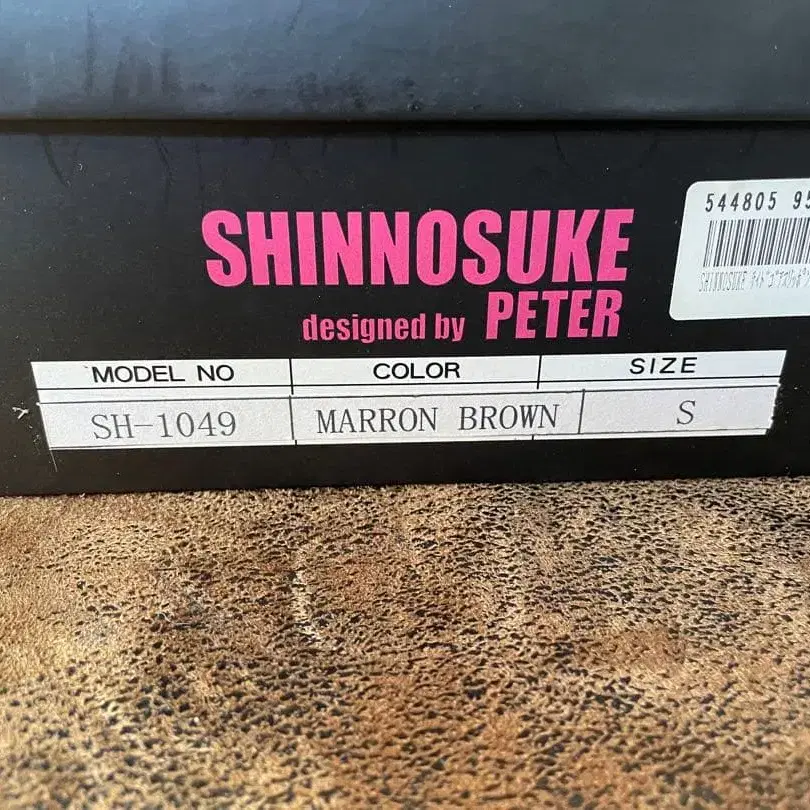 SHINNOSUKE
designed by PETER
544805 95
SHINNOSUKE
MODEL NO COLOR SIZE
SH-1049 MARRON BROWN S